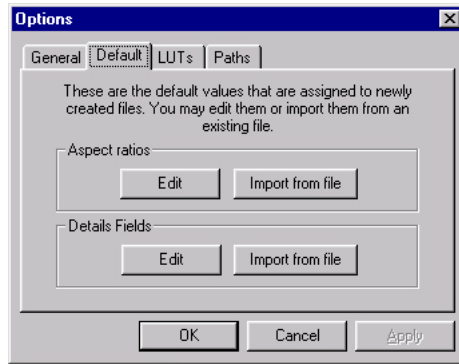 Options
General Default LUTs Paths
These are the default values that are assigned to newly
created files. You may edit them or import them from an
existing file.
Aspect ratios
Edit Import from file
Details Fields
Edit Import from file
OK Cancel Apply